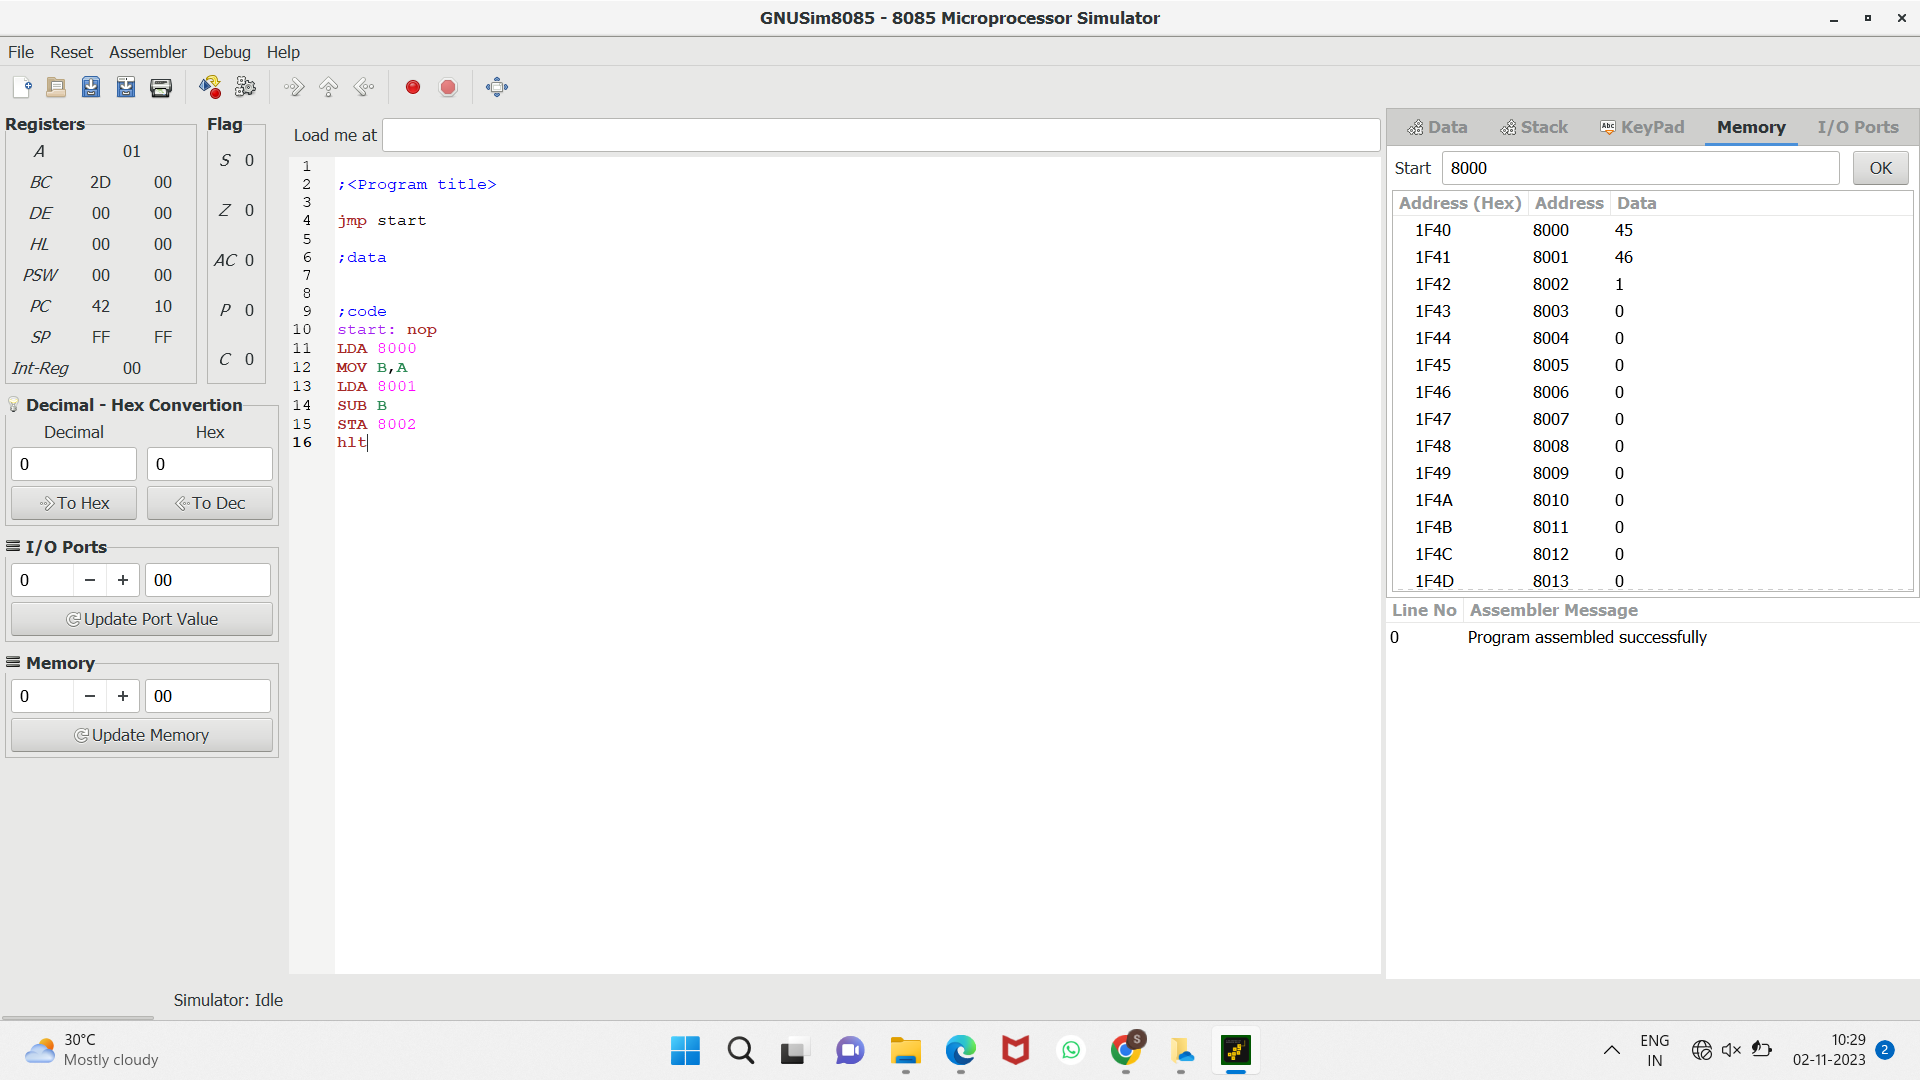 GNUSim8085 - 8085 Microprocessor Simulator
File Reset Assembler Debug Help
Registers
A 01
BC 2D 00
DE 00 00
HL 00 00
PSW 00 00
PC 42 10
SP FF FF
Int-Reg 00
Flag
S 0
Z 0
AC 0
P 0
C 0
Decimal - Hex Convertion
Decimal Hex
0 0
To Hex To Dec
I/O Ports
0 − + 00
Update Port Value
Memory
0 − + 00
Update Memory
Load me at
1
2 ;<Program title>
3
4 jmp start
5
6 ;data
7
8
9 ;code
10 start: nop
11 LDA 8000
12 MOV B,A
13 LDA 8001
14 SUB B
15 STA 8002
16 hlt
Data Stack Abc KeyPad Memory I/O Ports
Start 8000 OK
Address (Hex) Address Data
1F40 8000 45
1F41 8001 46
1F42 8002 1
1F43 8003 0
1F44 8004 0
1F45 8005 0
1F46 8006 0
1F47 8007 0
1F48 8008 0
1F49 8009 0
1F4A 8010 0
1F4B 8011 0
1F4C 8012 0
1F4D 8013 0
Line No Assembler Message
0 Program assembled successfully
Simulator: Idle
30°C
Mostly cloudy
S
ENG
IN
10:29
02-11-2023
2